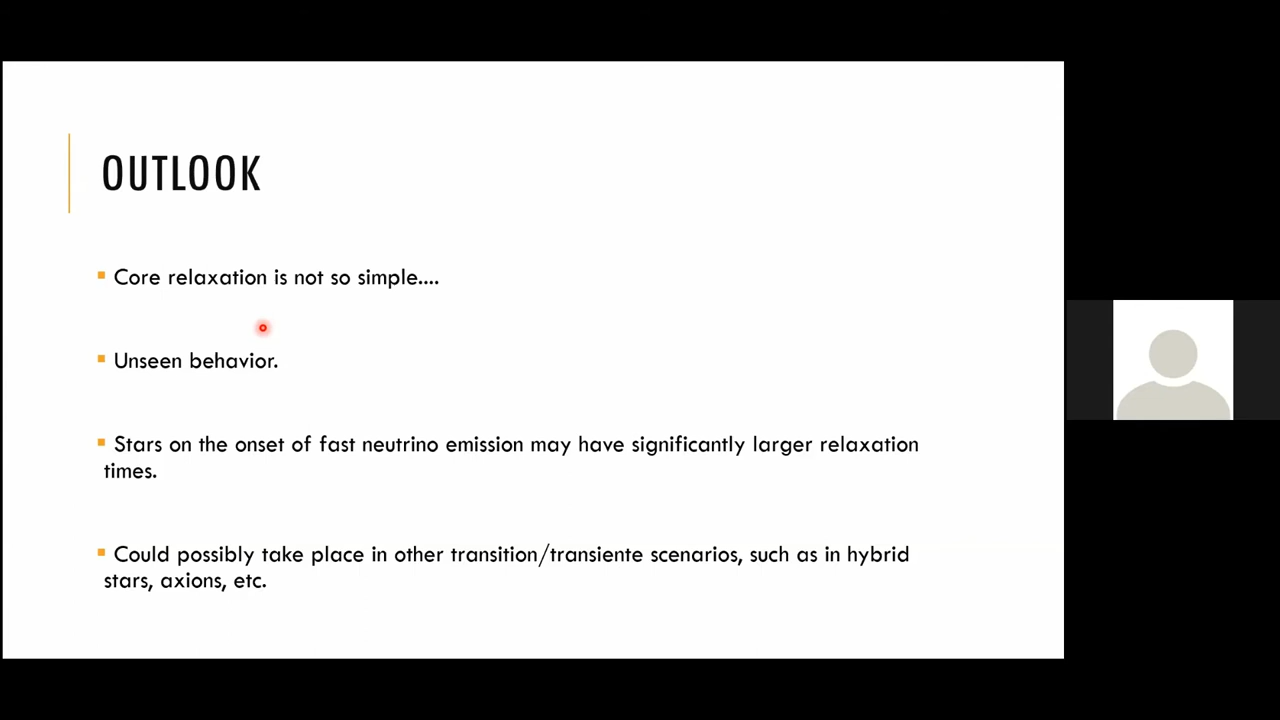 OUTLOOK
Core relaxation is not so simple....
Unseen behavior.
Stars on the onset of fast neutrino emission may have significantly larger relaxation
times.
Could possibly take place in other transition/transiente scenarios, such as in hybrid
stars, axions, etc.